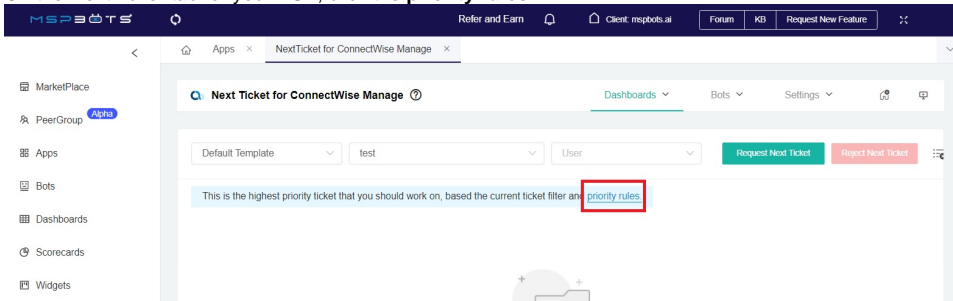 MSPBOTS
Refer and Earn
Client: mspbots.ai
Forum
KB
Request New Feature
Apps ×
NextTicket for ConnectWise Manage ×
MarketPlace
Next Ticket for ConnectWise Manage
Dashboards
Bots
Settings
PeerGroup Alpha
Apps
Default Template
test
User
Request Next Ticket
Reject Next Ticket
Bots
This is the highest priority ticket that you should work on, based the current ticket filter and priority rules.
Dashboards
Scorecards
Widgets